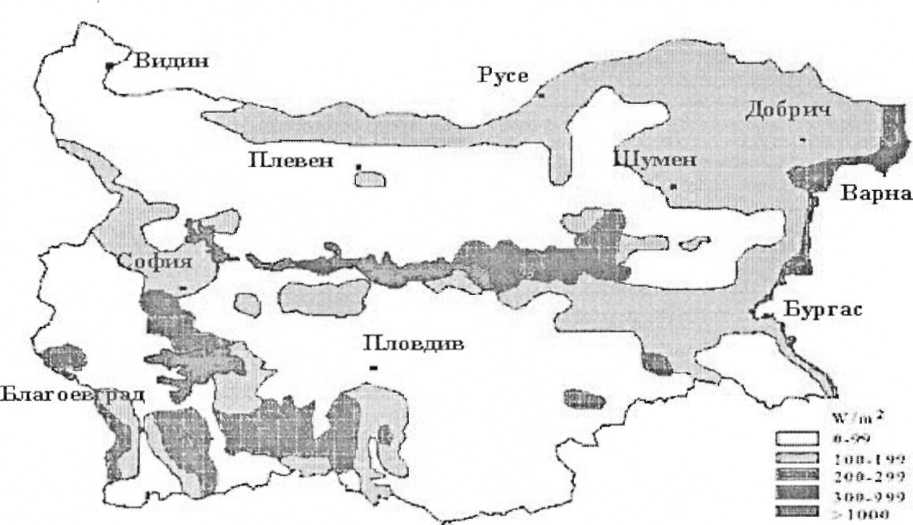 Видин
Русе
Добрич
Плевен
Шумен
Варна
София
Бургас
Пловдив
Благоевград
W/m²
0-99
100-199
200-299
300-999
>1000